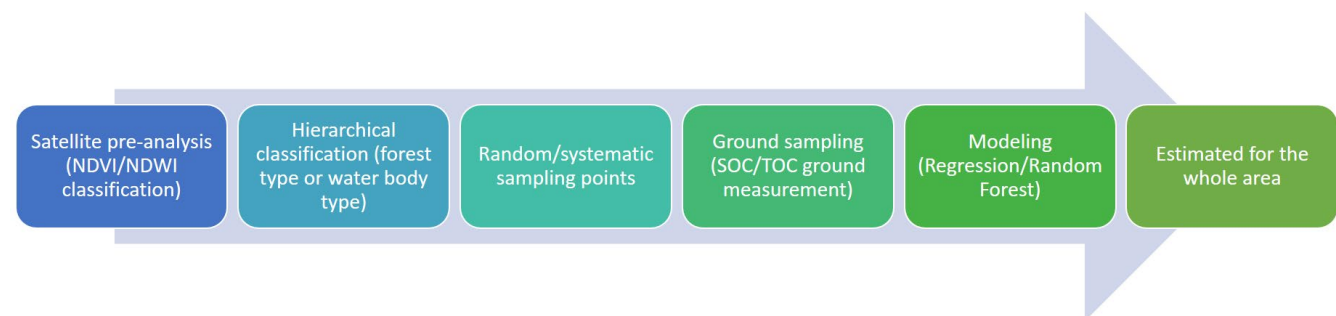 Satellite pre-analysis
(NDVI/NDWI
classification)
Hierarchical
classification (forest
type or water body
type)
Random/systematic
sampling points
Ground sampling
(SOC/TOC ground
measurement)
Modeling
(Regression/Random
Forest)
Estimated for the
whole area